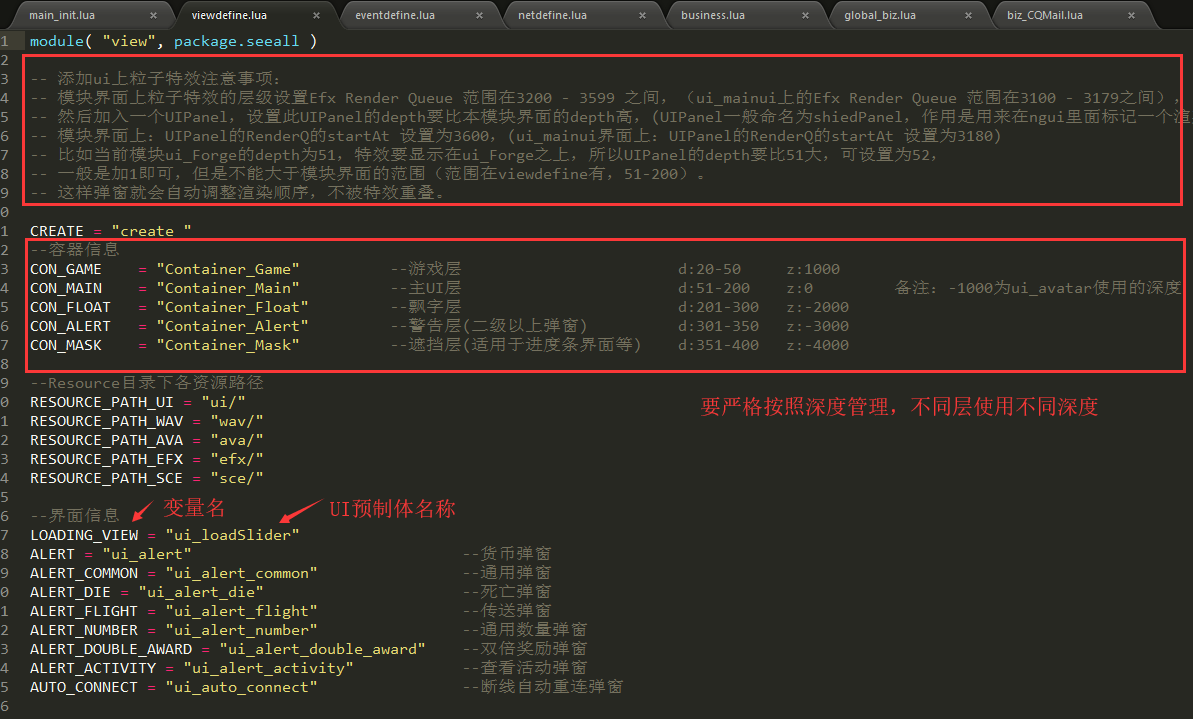 main_init.lua × viewdefine.lua × eventdefine.lua × netdefine.lua × business.lua × global_biz.lua × biz_CQMail.lua ×
1 module( "view", package.seeall )
2
3 -- 添加ui上粒子特效注意事项:
4 -- 模块界面上粒子特效的层级设置Efx Render Queue 范围在3200 - 3599 之间, （ui_mainui上的Efx Render Queue 范围在3100 - 3179之间),
5 -- 然后加入一个UIPanel，设置此UIPanel的depth要比本模块界面的depth高，(UIPanel一般命名为shiedPanel，作用是用来在ngui里面标记一个渲
6 -- 模块界面上：UIPanel的RenderQ的startAt 设置为3600，(ui_mainui界面上：UIPanel的RenderQ的startAt 设置为3180)
7 -- 比如当前模块ui_Forge的depth为51，特效要显示在ui_Forge之上，所以UIPanel的depth要比51大，可设置为52，
8 -- 一般是加1即可，但是不能大于模块界面的范围（范围在viewdefine有，51-200）。
9 -- 这样弹窗就会自动调整渲染顺序，不被特效重叠。
0
1 CREATE = "create "
2 --容器信息
3 CON_GAME = "Container_Game" --游戏层 d:20-50 z:1000
4 CON_MAIN = "Container_Main" --主UI层 d:51-200 z:0 备注：-1000为ui_avatar使用的深度
5 CON_FLOAT = "Container_Float" --飘字层 d:201-300 z:-2000
6 CON_ALERT = "Container_Alert" --警告层(二级以上弹窗) d:301-350 z:-3000
7 CON_MASK = "Container_Mask" --遮挡层(适用于进度条界面等) d:351-400 z:-4000
8
9 --Resource目录下各资源路径
0 RESOURCE_PATH_UI = "ui/"
要严格按照深度管理，不同层使用不同深度
1 RESOURCE_PATH_WAV = "wav/"
2 RESOURCE_PATH_AVA = "ava/"
3 RESOURCE_PATH_EFX = "efx/"
4 RESOURCE_PATH_SCE = "sce/"
5
6 --界面信息
变量名
UI预制体名称
7 LOADING_VIEW = "ui_loadSlider"
8 ALERT = "ui_alert" --货币弹窗
9 ALERT_COMMON = "ui_alert_common" --通用弹窗
0 ALERT_DIE = "ui_alert_die" --死亡弹窗
1 ALERT_FLIGHT = "ui_alert_flight" --传送弹窗
2 ALERT_NUMBER = "ui_alert_number" --通用数量弹窗
3 ALERT_DOUBLE_AWARD = "ui_alert_double_award" --双倍奖励弹窗
4 ALERT_ACTIVITY = "ui_alert_activity" --查看活动弹窗
5 AUTO_CONNECT = "ui_auto_connect" --断线自动重连弹窗
6